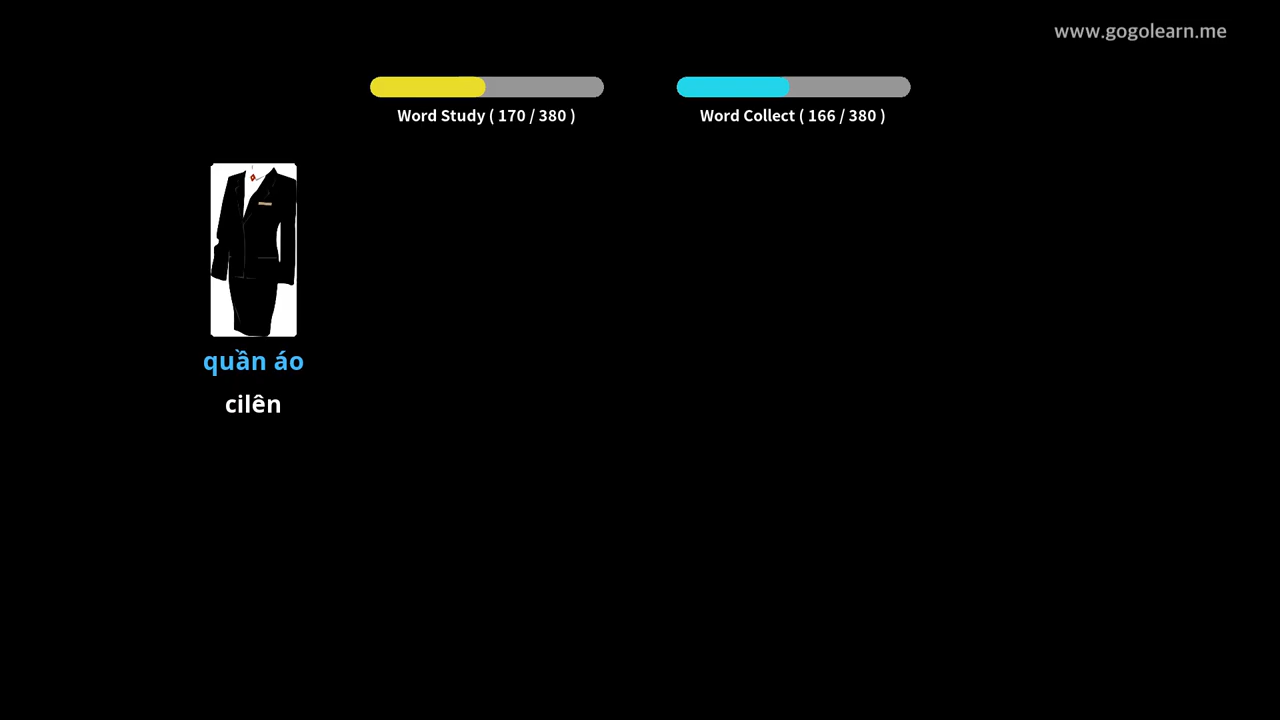 www.gogolearn.me
Word Study ( 170 / 380 )
Word Collect ( 166 / 380 )
quần áo
cilên